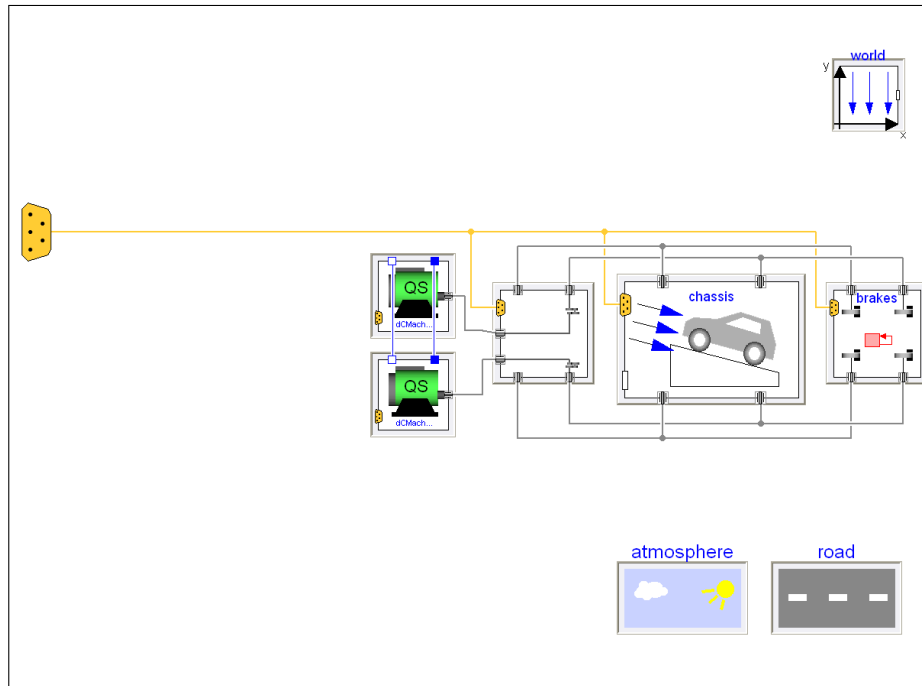 world
y
x
QS
dCMach...
chassis
brakes
QS
dCMach...
atmosphere
road